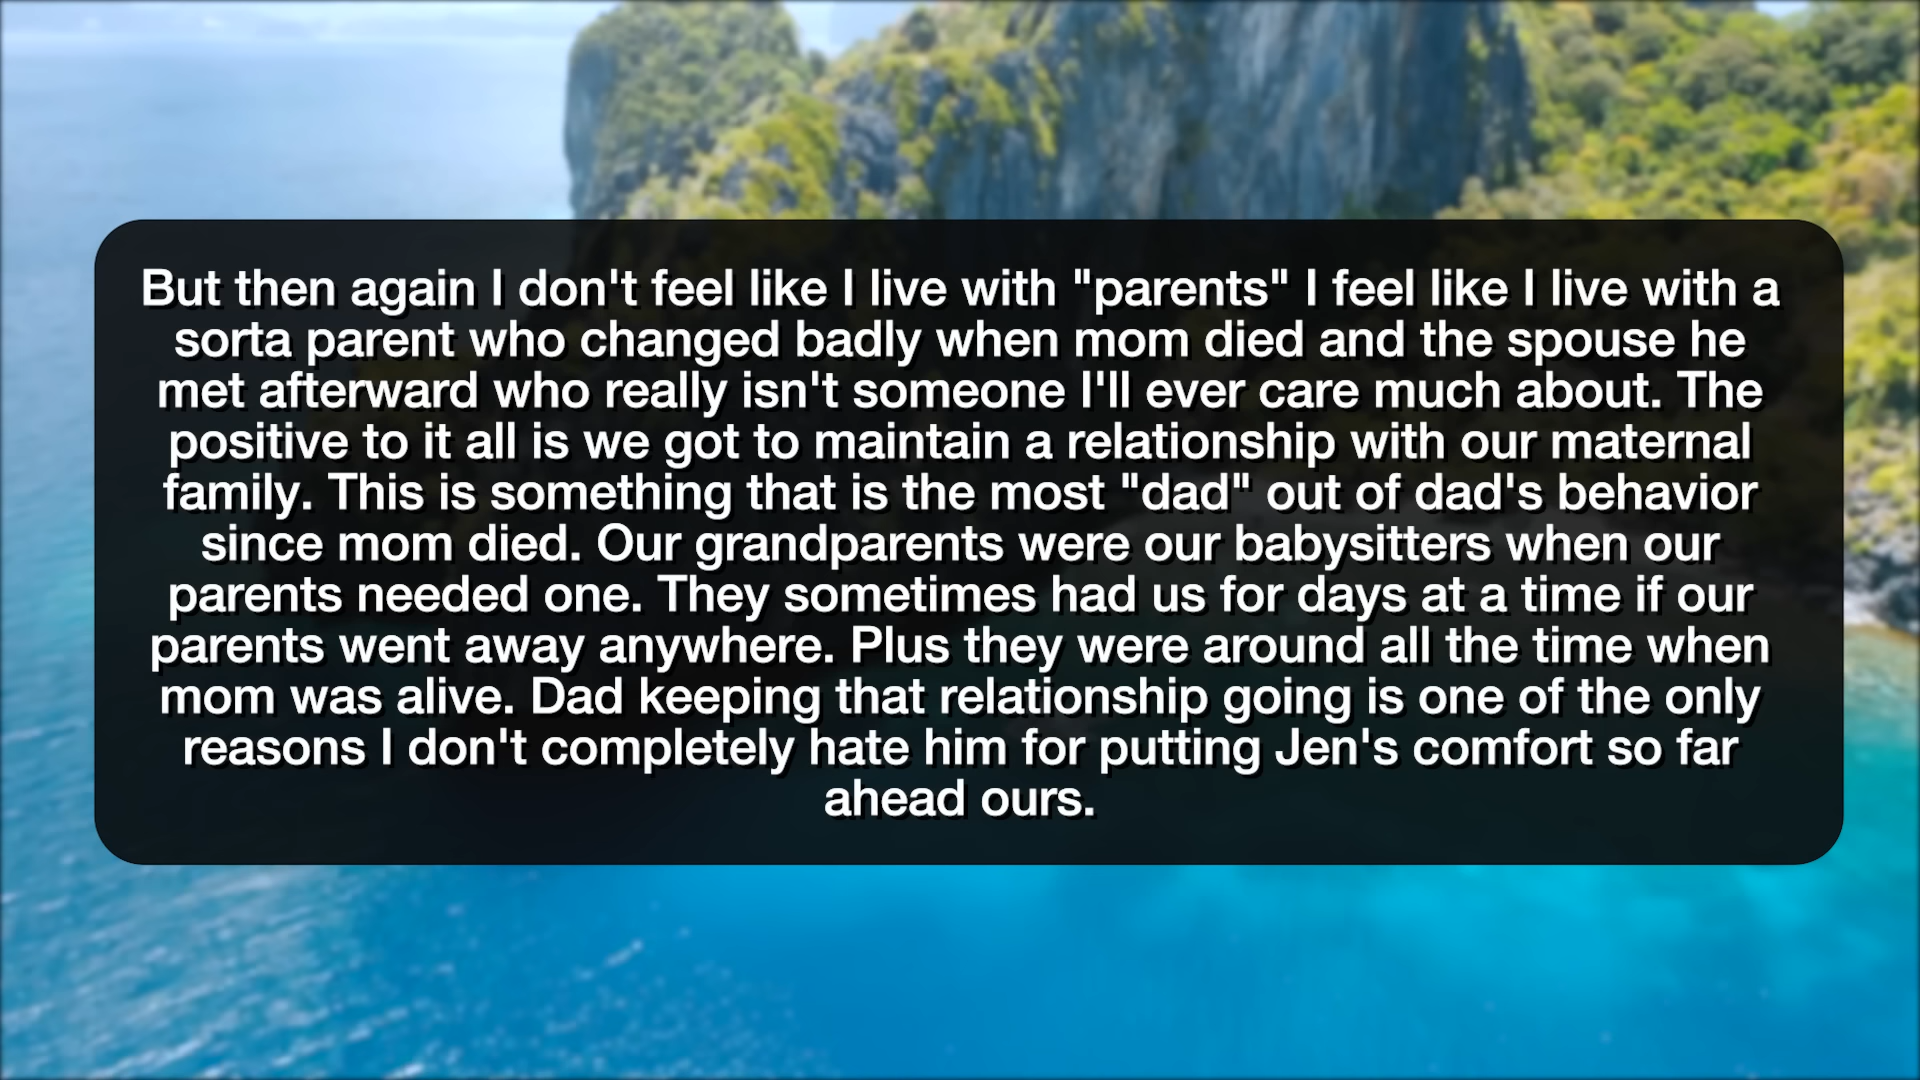 But then again I don't feel like I live with "parents" I feel like I live with a
sorta parent who changed badly when mom died and the spouse he
met afterward who really isn't someone I'll ever care much about. The
positive to it all is we got to maintain a relationship with our maternal
family. This is something that is the most "dad" out of dad's behavior
since mom died. Our grandparents were our babysitters when our
parents needed one. They sometimes had us for days at a time if our
parents went away anywhere. Plus they were around all the time when
mom was alive. Dad keeping that relationship going is one of the only
reasons I don't completely hate him for putting Jen's comfort so far
ahead ours.